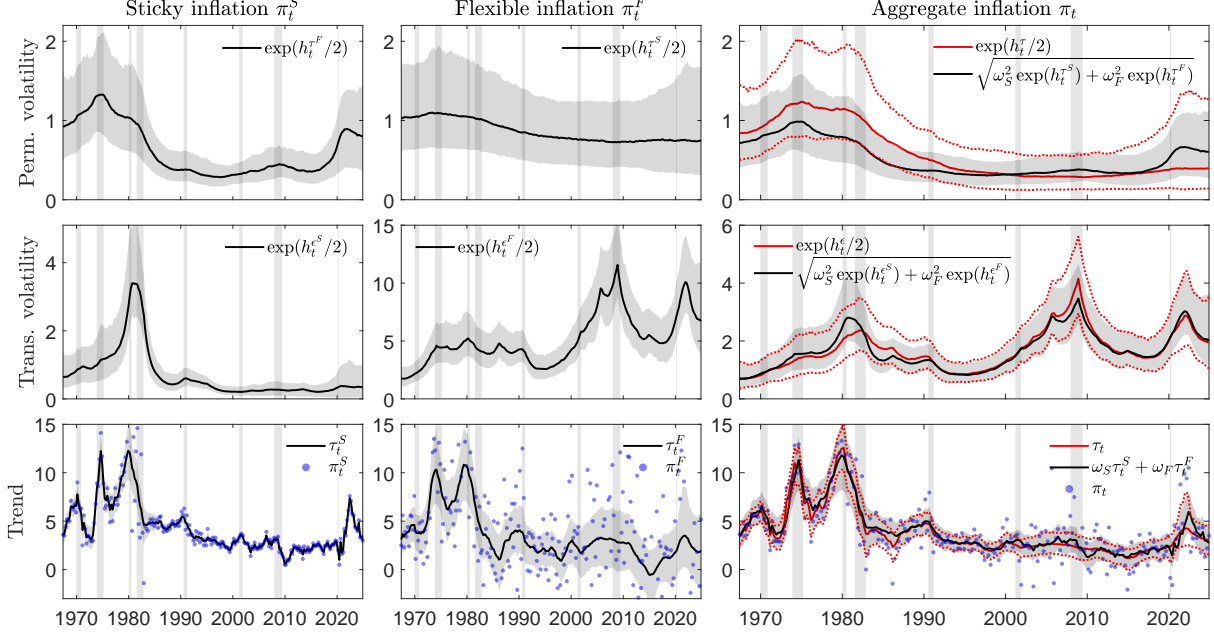 Sticky inflation π_t^S
Flexible inflation π_t^F
Aggregate inflation π_t
Perm. volatility
2
1
0
exp(h_t^{τ^F}/2)
2
1
0
exp(h_t^{τ^S}/2)
2
1
0
exp(h_t^τ/2)
√(ω_S^2 exp(h_t^{τ^S}) + ω_F^2 exp(h_t^{τ^F}))
Trans. volatility
4
2
0
exp(h_t^{ϵ^S}/2)
15
10
5
0
exp(h_t^{ϵ^F}/2)
6
4
2
0
exp(h_t^ϵ/2)
√(ω_S^2 exp(h_t^{ϵ^S}) + ω_F^2 exp(h_t^{ϵ^F}))
Trend
15
10
5
0
τ_t^S
π_t^S
1970 1980 1990 2000 2010 2020
15
10
5
0
τ_t^F
π_t^F
1970 1980 1990 2000 2010 2020
15
10
5
0
τ_t
ω_S τ_t^S + ω_F τ_t^F
π_t
1970 1980 1990 2000 2010 2020